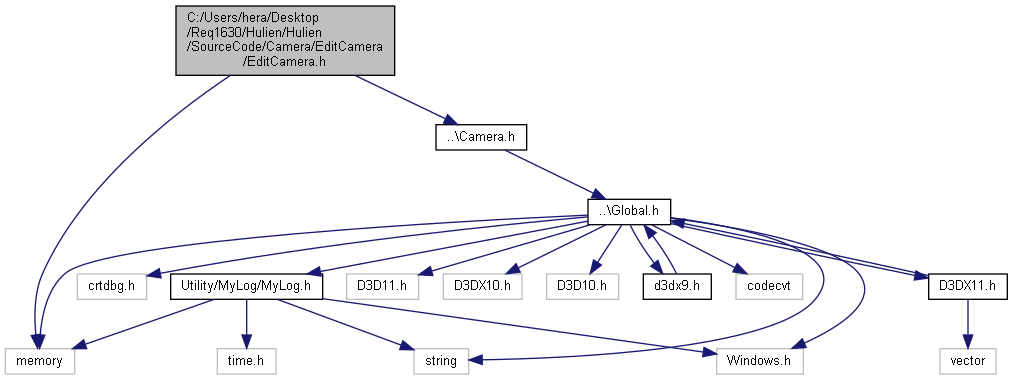 C:/Users/hera/Desktop
/Req1630/Hulien/Hulien
/SourceCode/Camera/EditCamera
/EditCamera.h
..\Camera.h
..\Global.h
crtdbg.h
Utility/MyLog/MyLog.h
D3D11.h
D3DX10.h
D3D10.h
d3dx9.h
codecvt
D3DX11.h
memory
time.h
string
Windows.h
vector